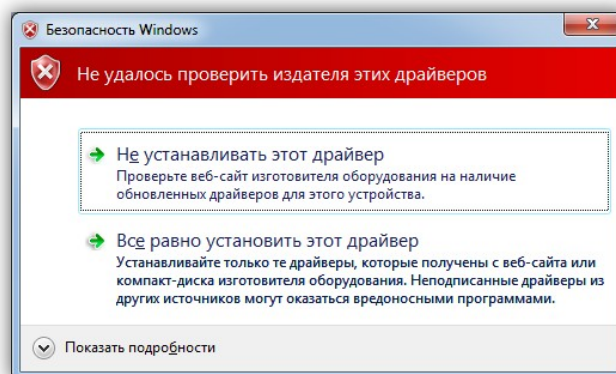 Безопасность Windows
Не удалось проверить издателя этих драйверов
Не устанавливать этот драйвер
Проверьте веб-сайт изготовителя оборудования на наличие
обновленных драйверов для этого устройства.
Все равно установить этот драйвер
Устанавливайте только те драйверы, которые получены с веб-сайта или
компакт-диска изготовителя оборудования. Неподписанные драйверы из
других источников могут оказаться вредоносными программами.
Показать подробности